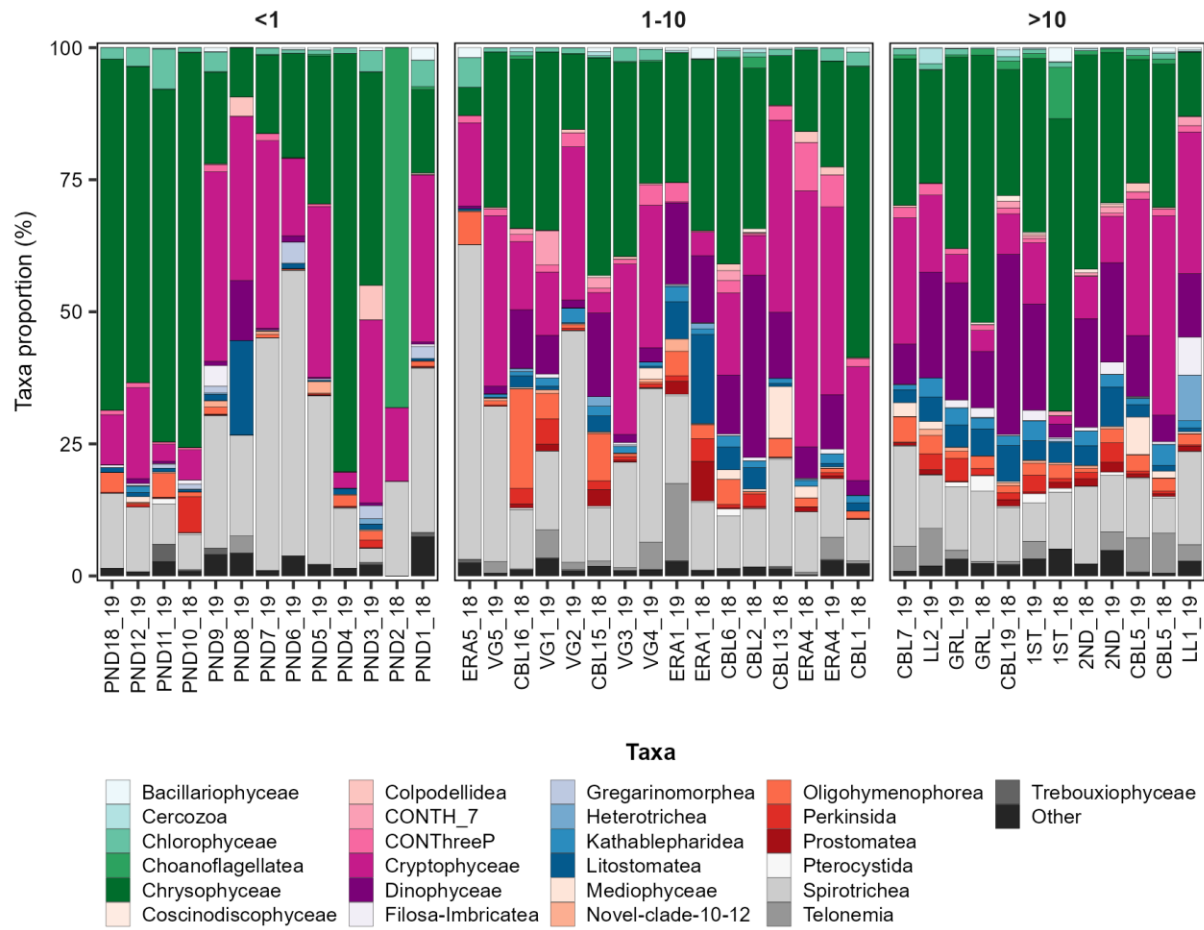 <1 1-10 >10
Taxa proportion (%)
100
75
50
25
0
PND18_19 PND12_19 PND11_19 PND10_18 PND9_19 PND8_19 PND7_19 PND6_19 PND5_19 PND4_19 PND3_19 PND2_18 PND1_18
ERA5_18 VG5_19 CBL16_18 VG1_19 VG2_19 CBL15_18 VG3_19 VG4_19 ERA1_19 ERA1_18 CBL6_18 CBL2_18 CBL13_18 ERA4_18 ERA4_19 CBL1_18
CBL7_19 LL2_19 GRL_19 GRL_18 CBL19_18 1ST_19 1ST_18 2ND_18 2ND_19 CBL5_19 CBL5_18 LL1_19
Taxa
Bacillariophyceae Colpodellidea Gregarinomorphea Oligohymenophorea Trebouxiophyceae
Cercozoa CONTH_7 Heterotrichea Perkinsida Other
Chlorophyceae CONThreeP Kathablepharidea Prostomatea
Choanoflagellatea Cryptophyceae Litostomatea Pterocystida
Chrysophyceae Dinophyceae Mediophyceae Spirotrichea
Coscinodiscophyceae Filosa-Imbricatea Novel-clade-10-12 Telonemia